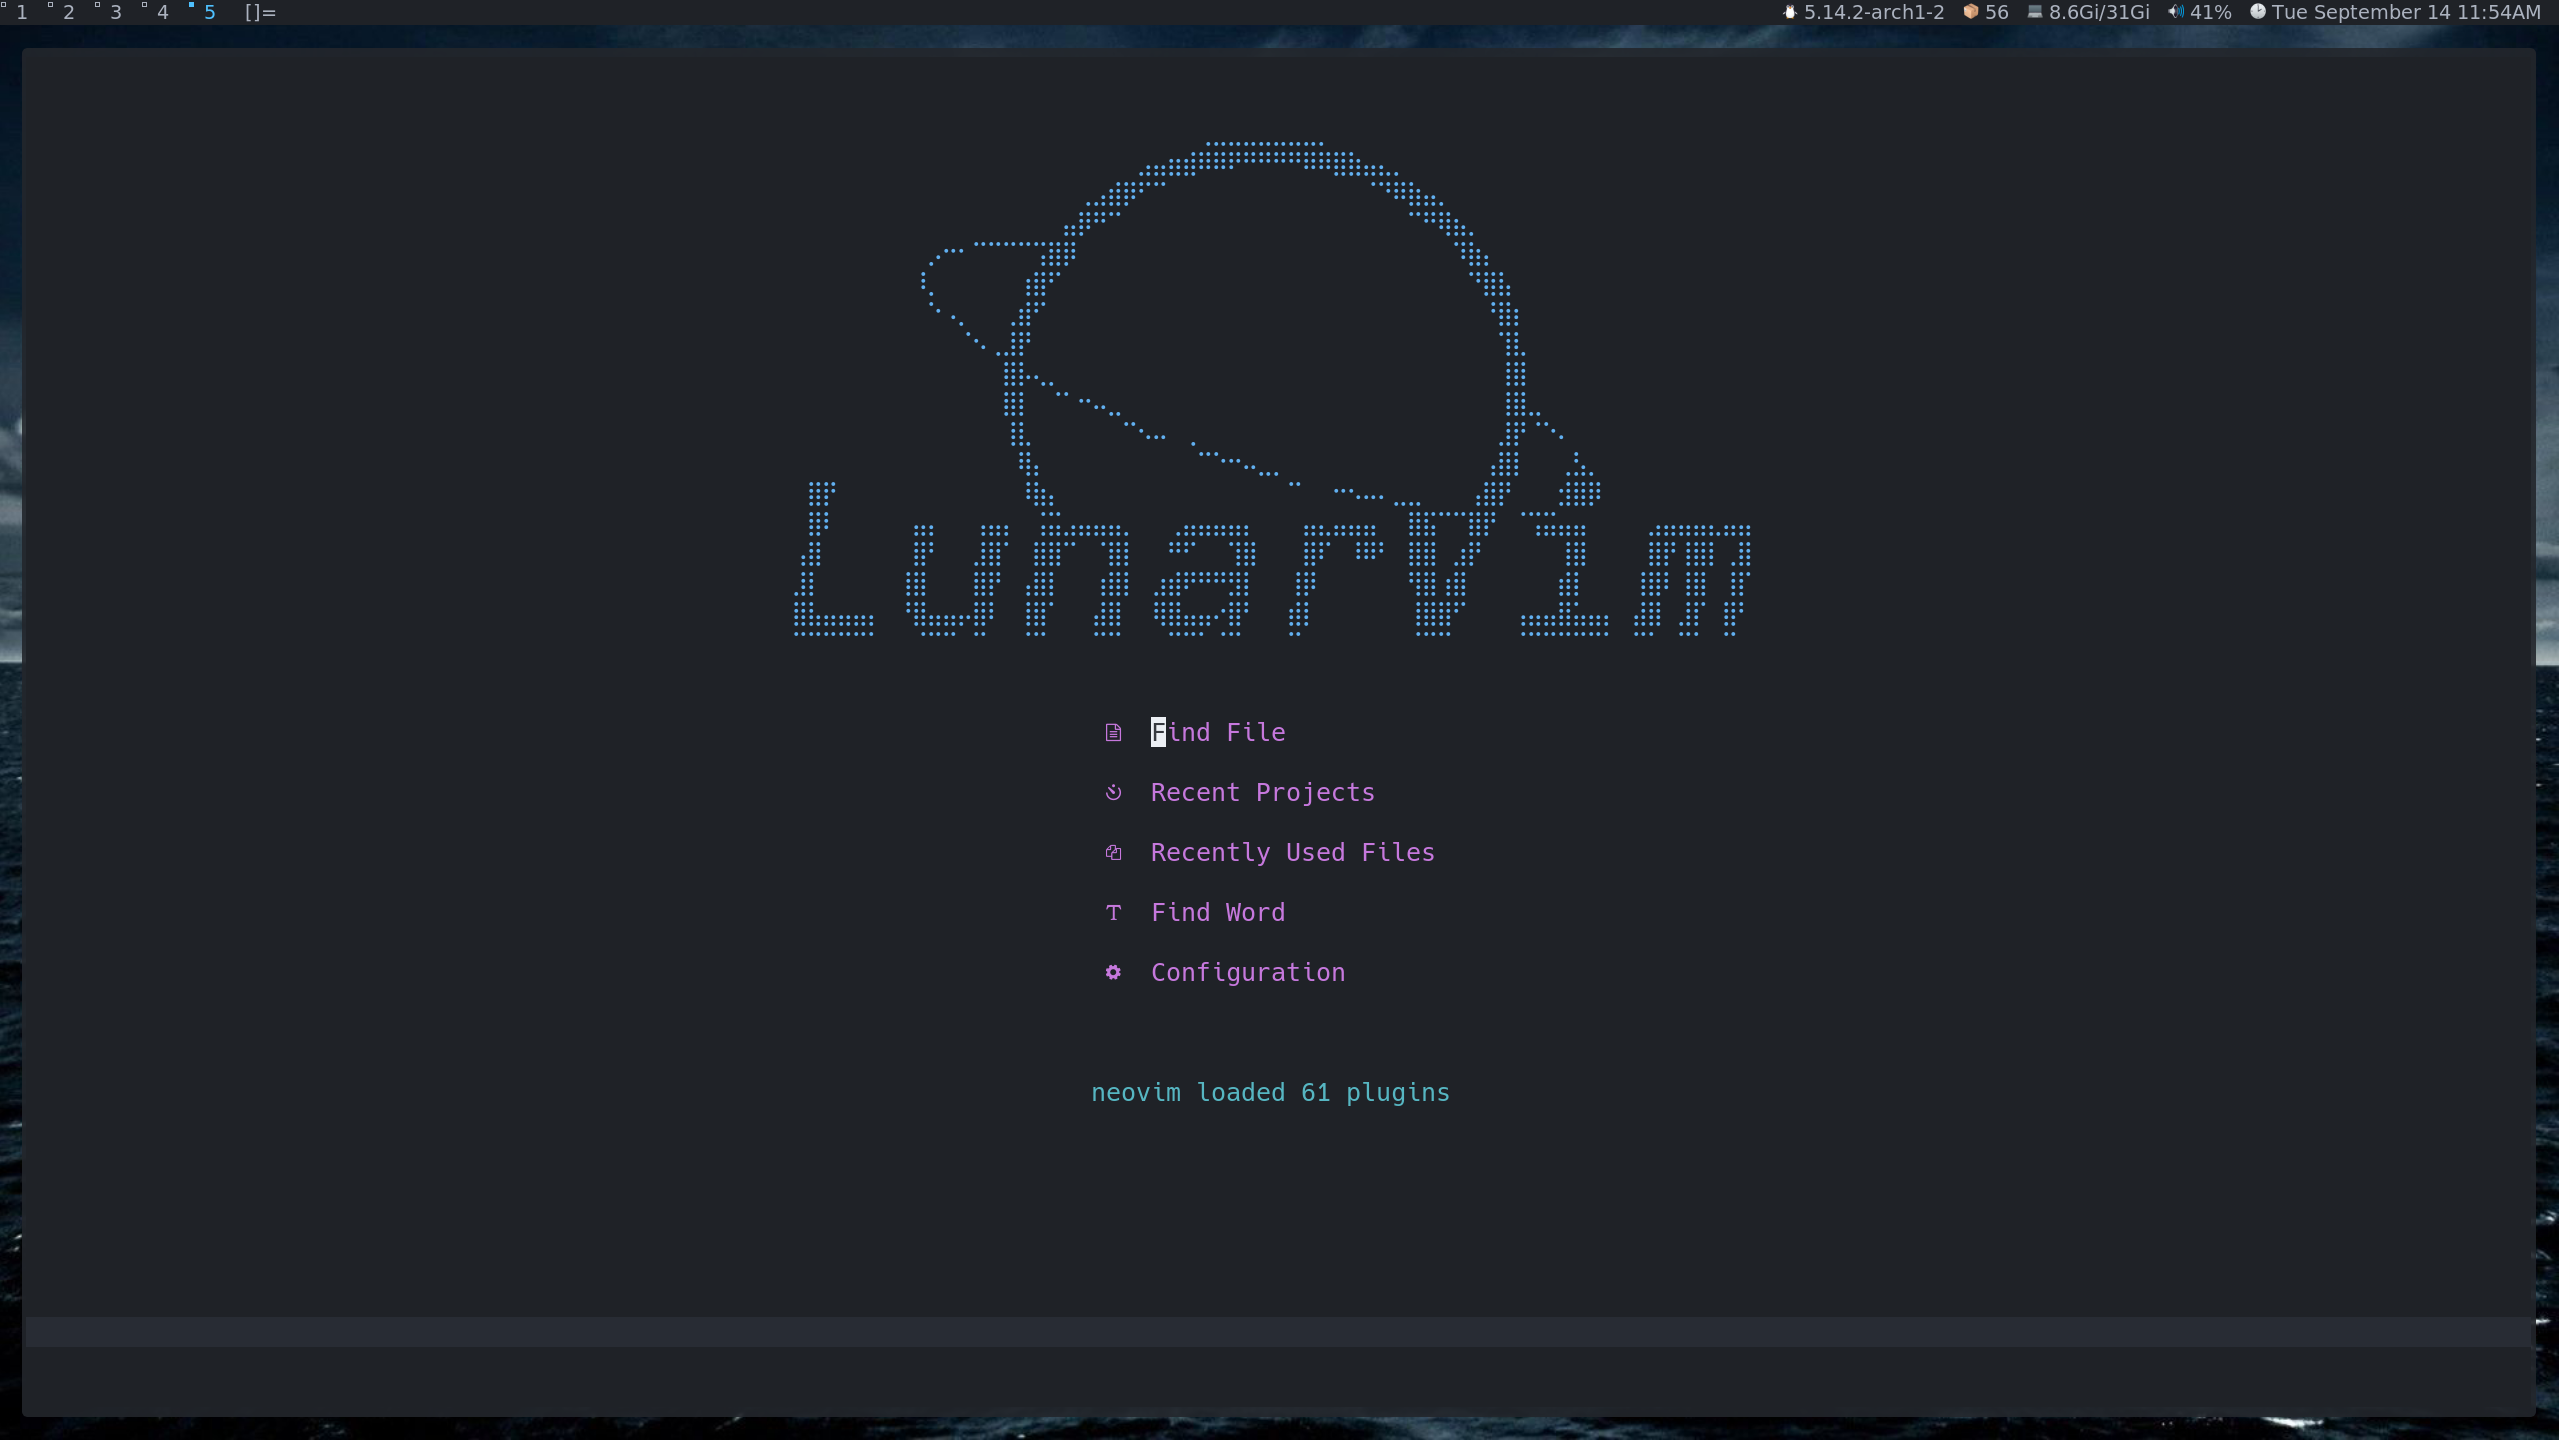 1 2 3 4 5 []= 5.14.2-arch1-2 56 8.6Gi/31Gi 41% Tue September 14 11:54AM
LunarVim
Find File
Recent Projects
Recently Used Files
Find Word
Configuration
neovim loaded 61 plugins